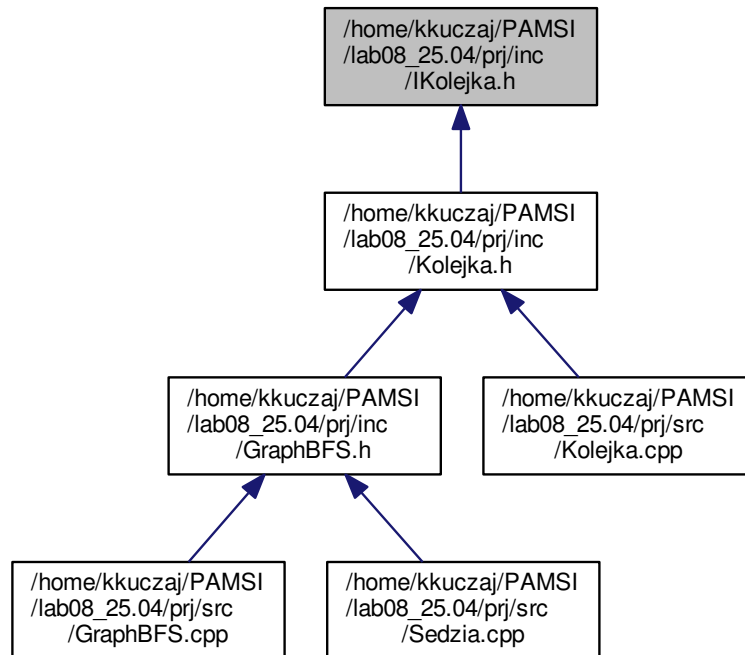 /home/kkuczaj/PAMSI
/lab08_25.04/prj/inc
/IKolejka.h
/home/kkuczaj/PAMSI
/lab08_25.04/prj/inc
/Kolejka.h
/home/kkuczaj/PAMSI
/lab08_25.04/prj/inc
/GraphBFS.h
/home/kkuczaj/PAMSI
/lab08_25.04/prj/src
/Kolejka.cpp
/home/kkuczaj/PAMSI
/lab08_25.04/prj/src
/GraphBFS.cpp
/home/kkuczaj/PAMSI
/lab08_25.04/prj/src
/Sedzia.cpp